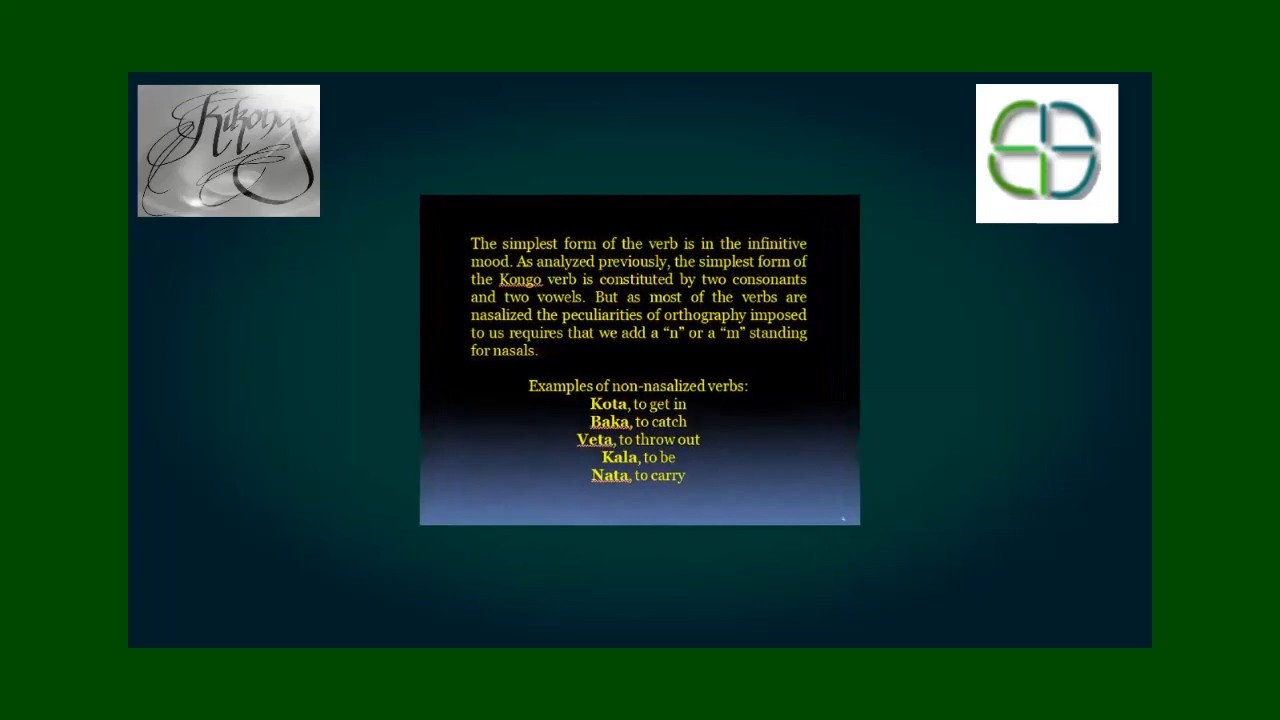 Kikongo
The simplest form of the verb is in the infinitive
mood. As analyzed previously, the simplest form of
the Kongo verb is constituted by two consonants
and two vowels. But as most of the verbs are
nasalized the peculiarities of orthography imposed
to us requires that we add a “n” or a “m” standing
for nasals.
Examples of non-nasalized verbs:
Kota, to get in
Baka, to catch
Veta, to throw out
Kala, to be
Nata, to carry